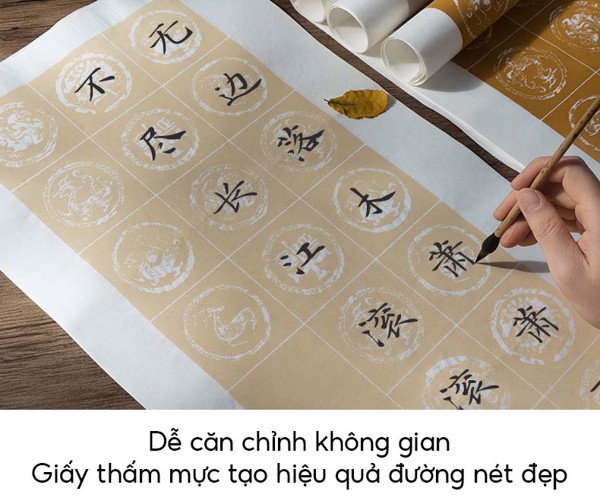 无边落木萧萧
不尽长江滚滚
Dễ căn chỉnh không gian
Giấy thấm mực tạo hiệu quả đường nét đẹp